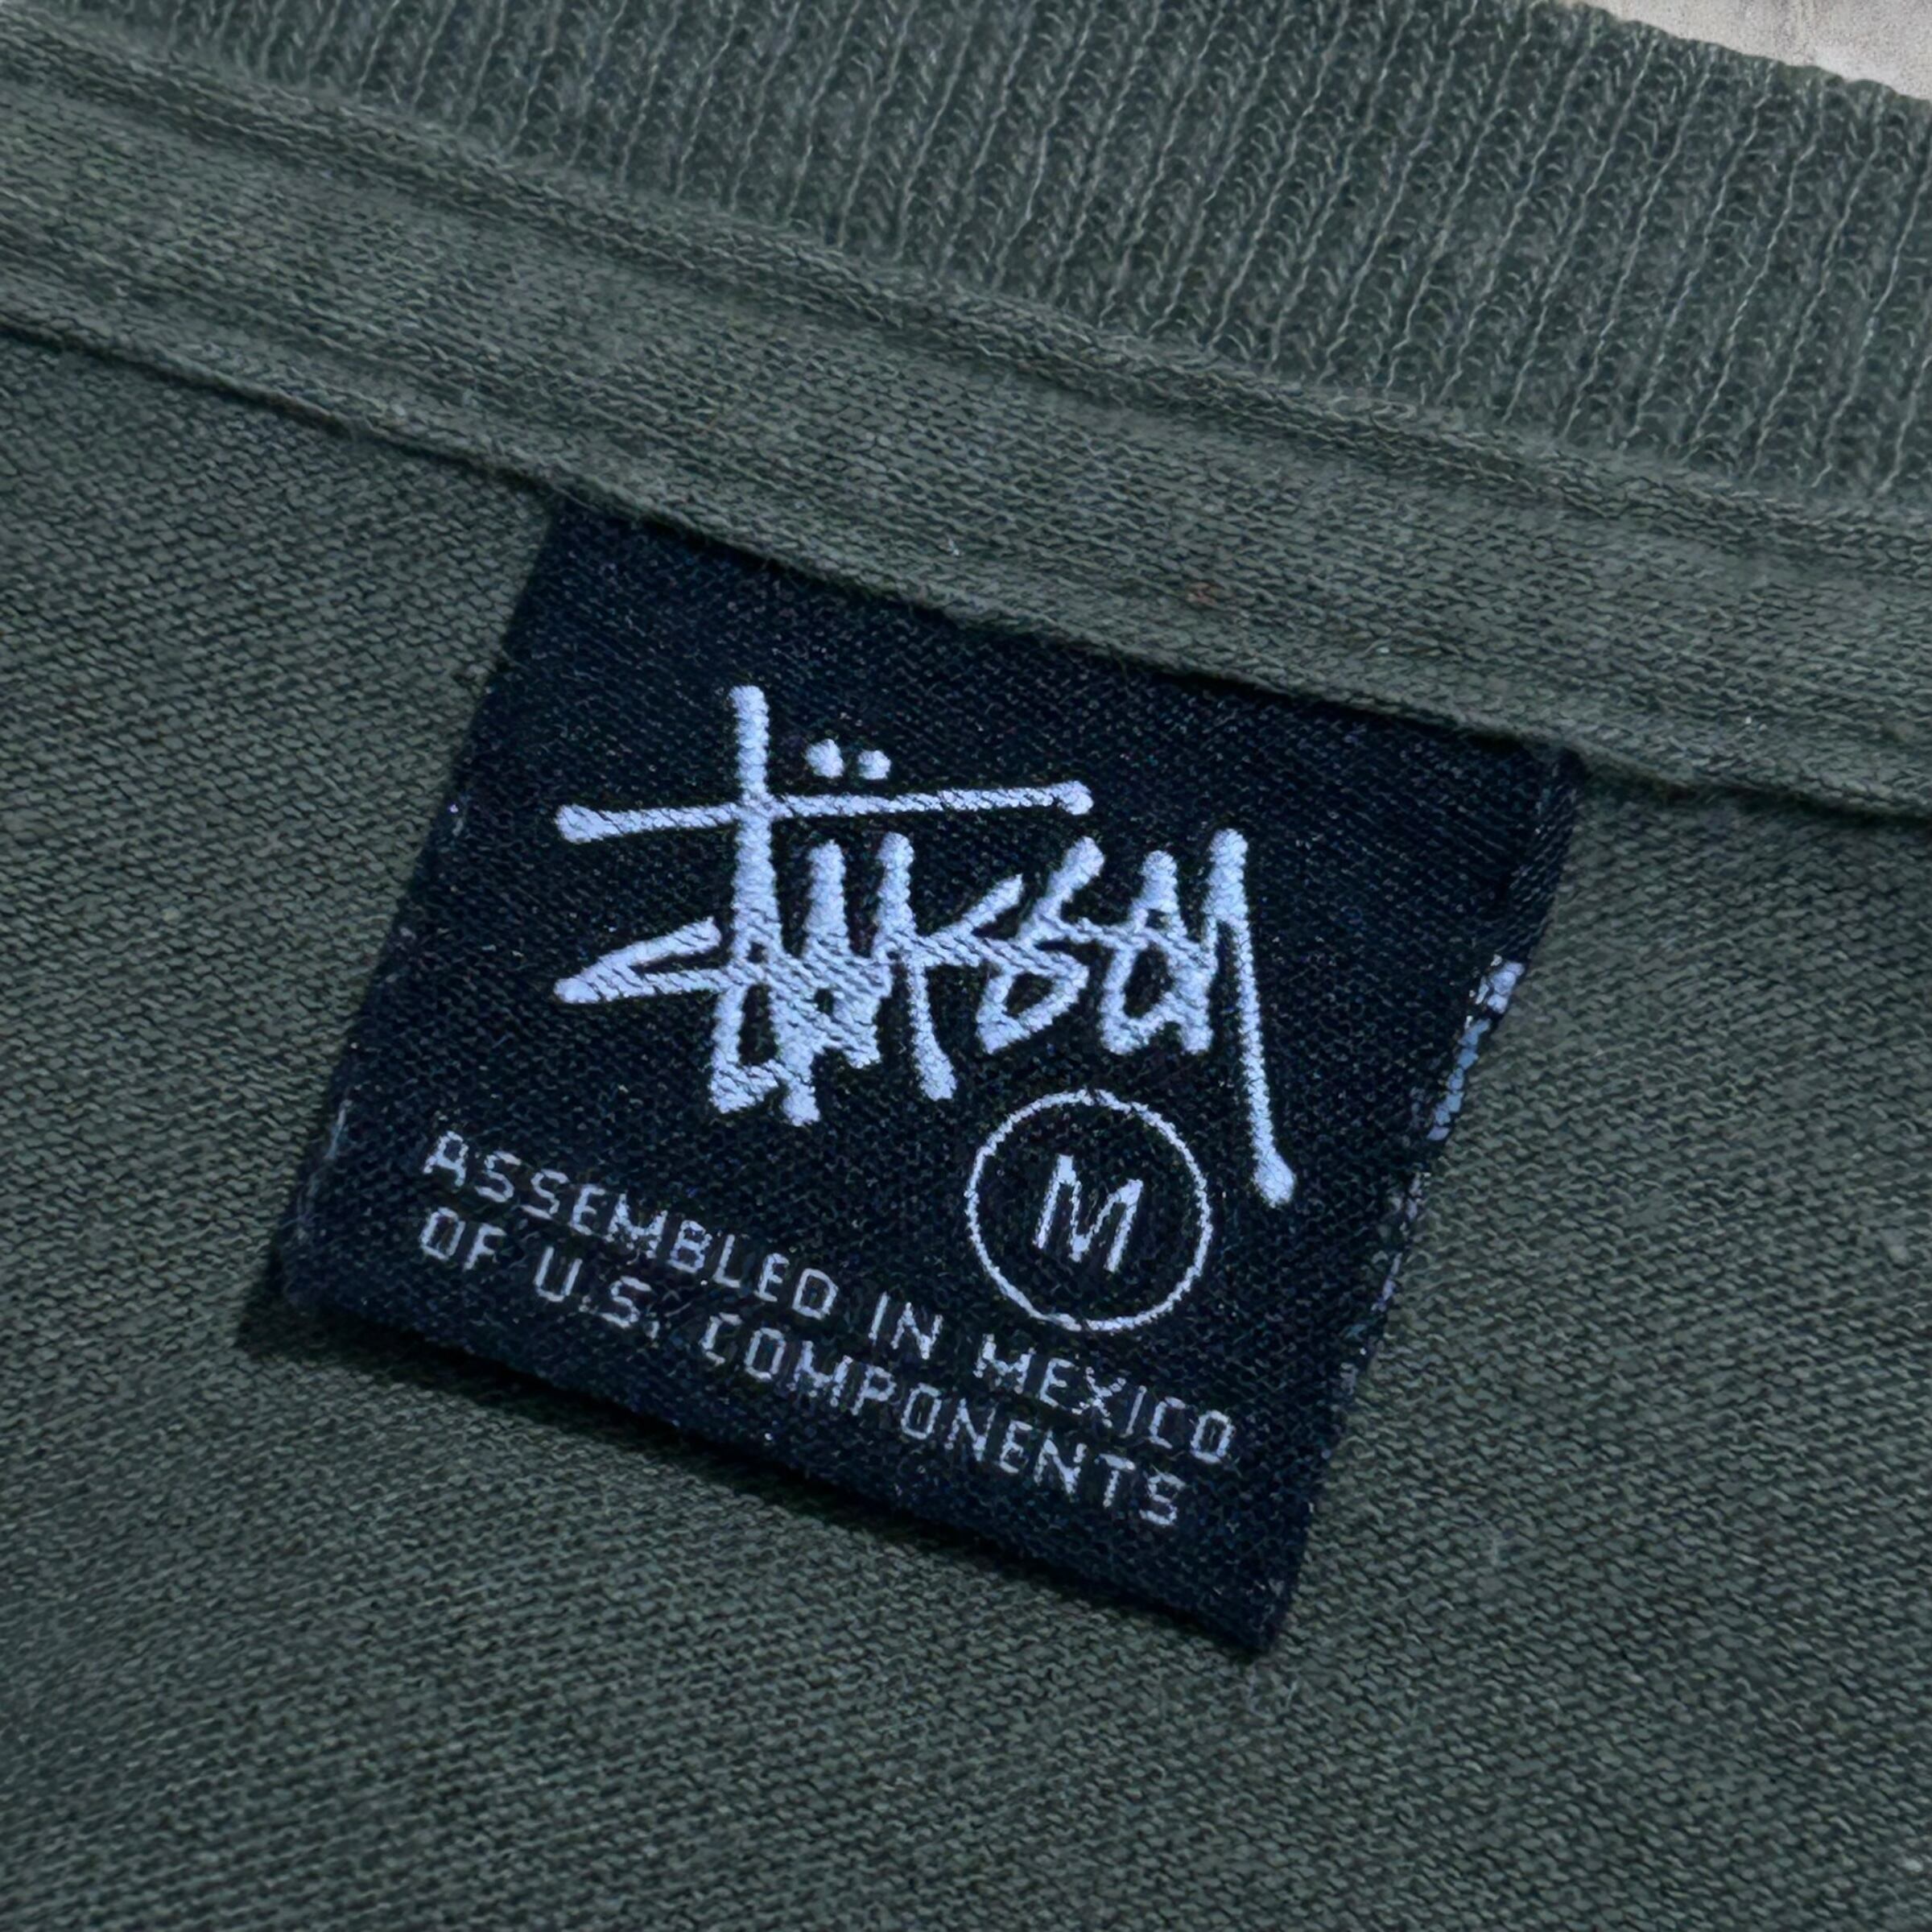 Stüssy
M
ASSEMBLED IN MEXICO
OF U.S. COMPONENTS